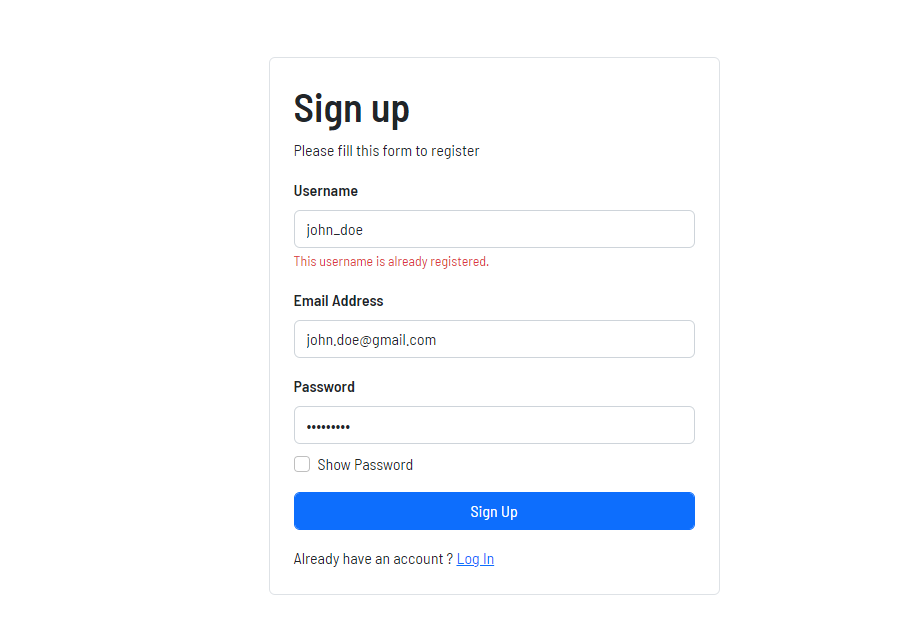 Sign up
Please fill this form to register
Username
john_doe
This username is already registered.
Email Address
john.doe@gmail.com
Password
•••••••••
Show Password
Sign Up
Already have an account ? Log In